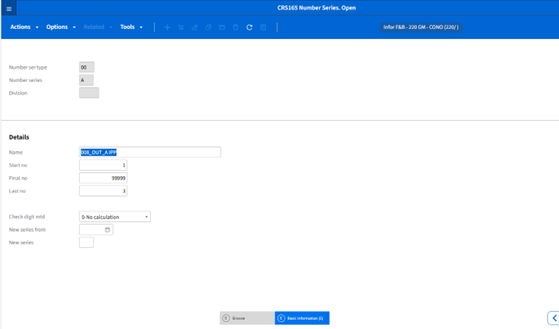 CRS165 Number Series. Open
Actions Options Related Tools
Infor F&B - 220 GM - CONO (220/ )
Number ser type 00
Number series A
Division
Details
Name 008_OUT_A IPP
Start no 1
Final no 99999
Last no 3
Check digit mtd 0-No calculation
New series from
New series
Browse Basic Information (E)